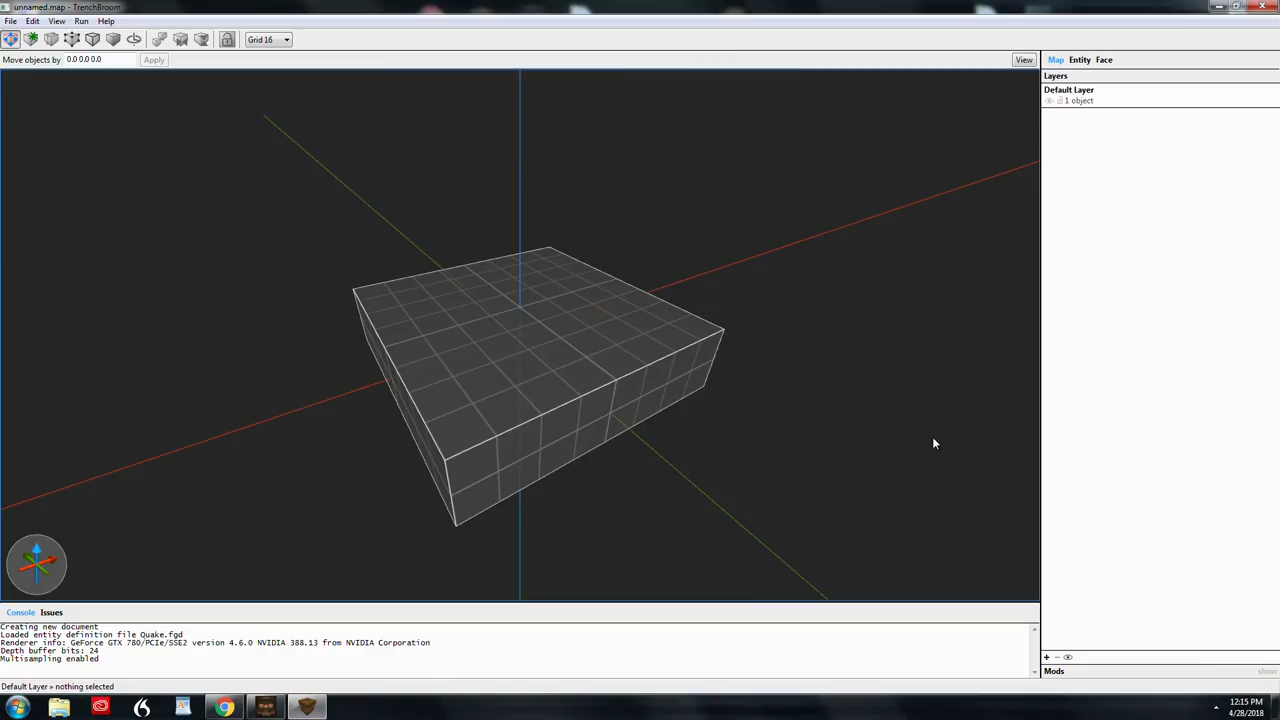 unnamed.map - TrenchBroom
File Edit View Run Help
Grid 16
Move objects by 0.0 0.0 0.0 Apply View
Map Entity Face
Layers
Default Layer
1 object
Console Issues
Creating new document
Loaded entity definition file Quake.fgd
Renderer info: GeForce GTX 780/PCIe/SSE2 version 4.6.0 NVIDIA 388.13 from NVIDIA Corporation
Depth buffer bits: 24
Multisampling enabled
Mods show
Default Layer » nothing selected
12:15 PM
4/28/2018